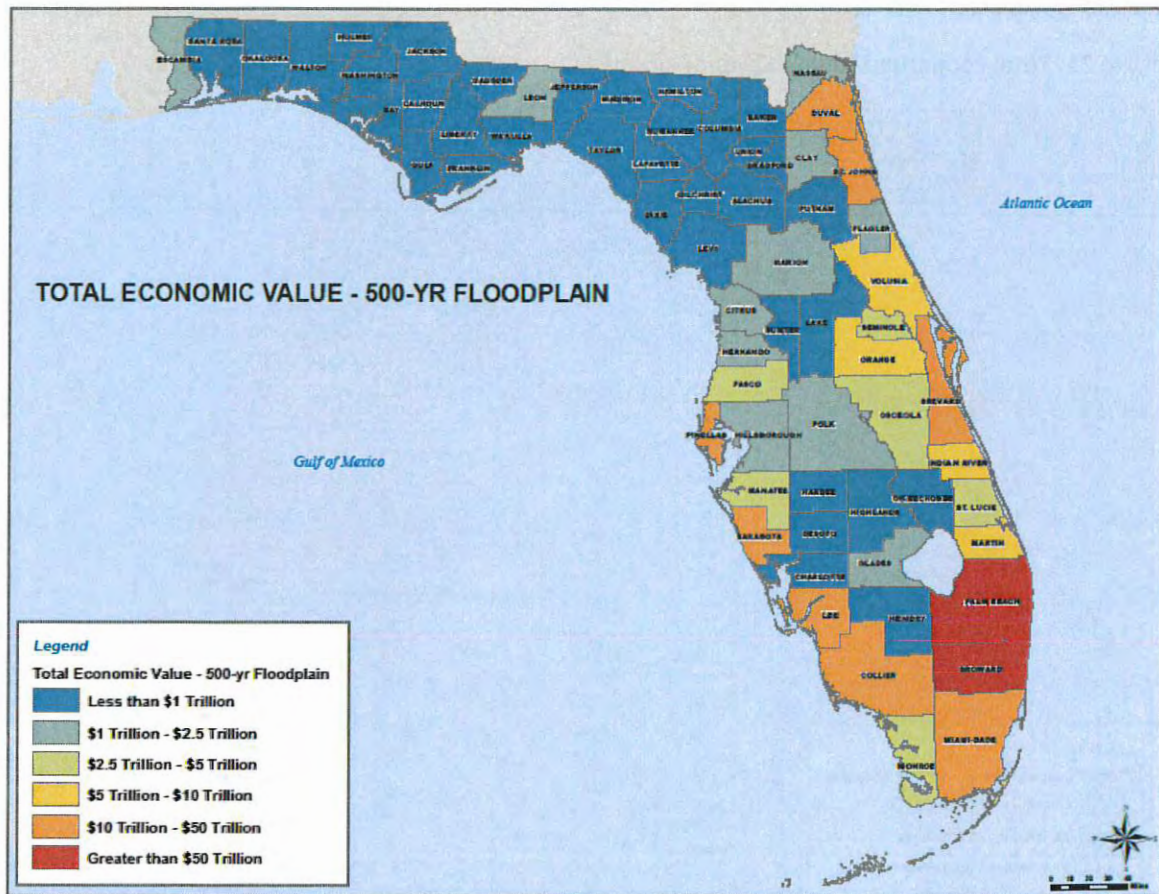 HOLMES
SANTA ROSA
JACKSON
ESCAMBIA
OKALOOSA
WALTON
WASHINGTON
GADSDEN
NASSAU
LEON
JEFFERSON
MADISON
HAMILTON
CALHOUN
BAY
DUVAL
BAKER
LIBERTY
WAKULLA
SUWANNEE
COLUMBIA
TAYLOR
UNION
LAFAYETTE
BRADFORD
CLAY
GULF
FRANKLIN
ST. JOHNS
GILCHRIST
ALACHUA
PUTNAM
Atlantic Ocean
DIXIE
FLAGLER
LEVY
MARION
VOLUSIA
TOTAL ECONOMIC VALUE - 500-YR FLOODPLAIN
CITRUS
SUMTER
LAKE
SEMINOLE
HERNANDO
ORANGE
PASCO
BREVARD
OSCEOLA
POLK
PINELLAS
HILLSBOROUGH
Gulf of Mexico
INDIAN RIVER
MANATEE
HARDEE
OKEECHOBEE
HIGHLANDS
ST. LUCIE
SARASOTA
DESOTO
MARTIN
GLADES
CHARLOTTE
PALM BEACH
LEE
HENDRY
BROWARD
COLLIER
MIAMI-DADE
MONROE
Legend
Total Economic Value - 500-yr Floodplain
Less than $1 Trillion
$1 Trillion - $2.5 Trillion
$2.5 Trillion - $5 Trillion
$5 Trillion - $10 Trillion
$10 Trillion - $50 Trillion
Greater than $50 Trillion
0 10 20 30 40
Miles